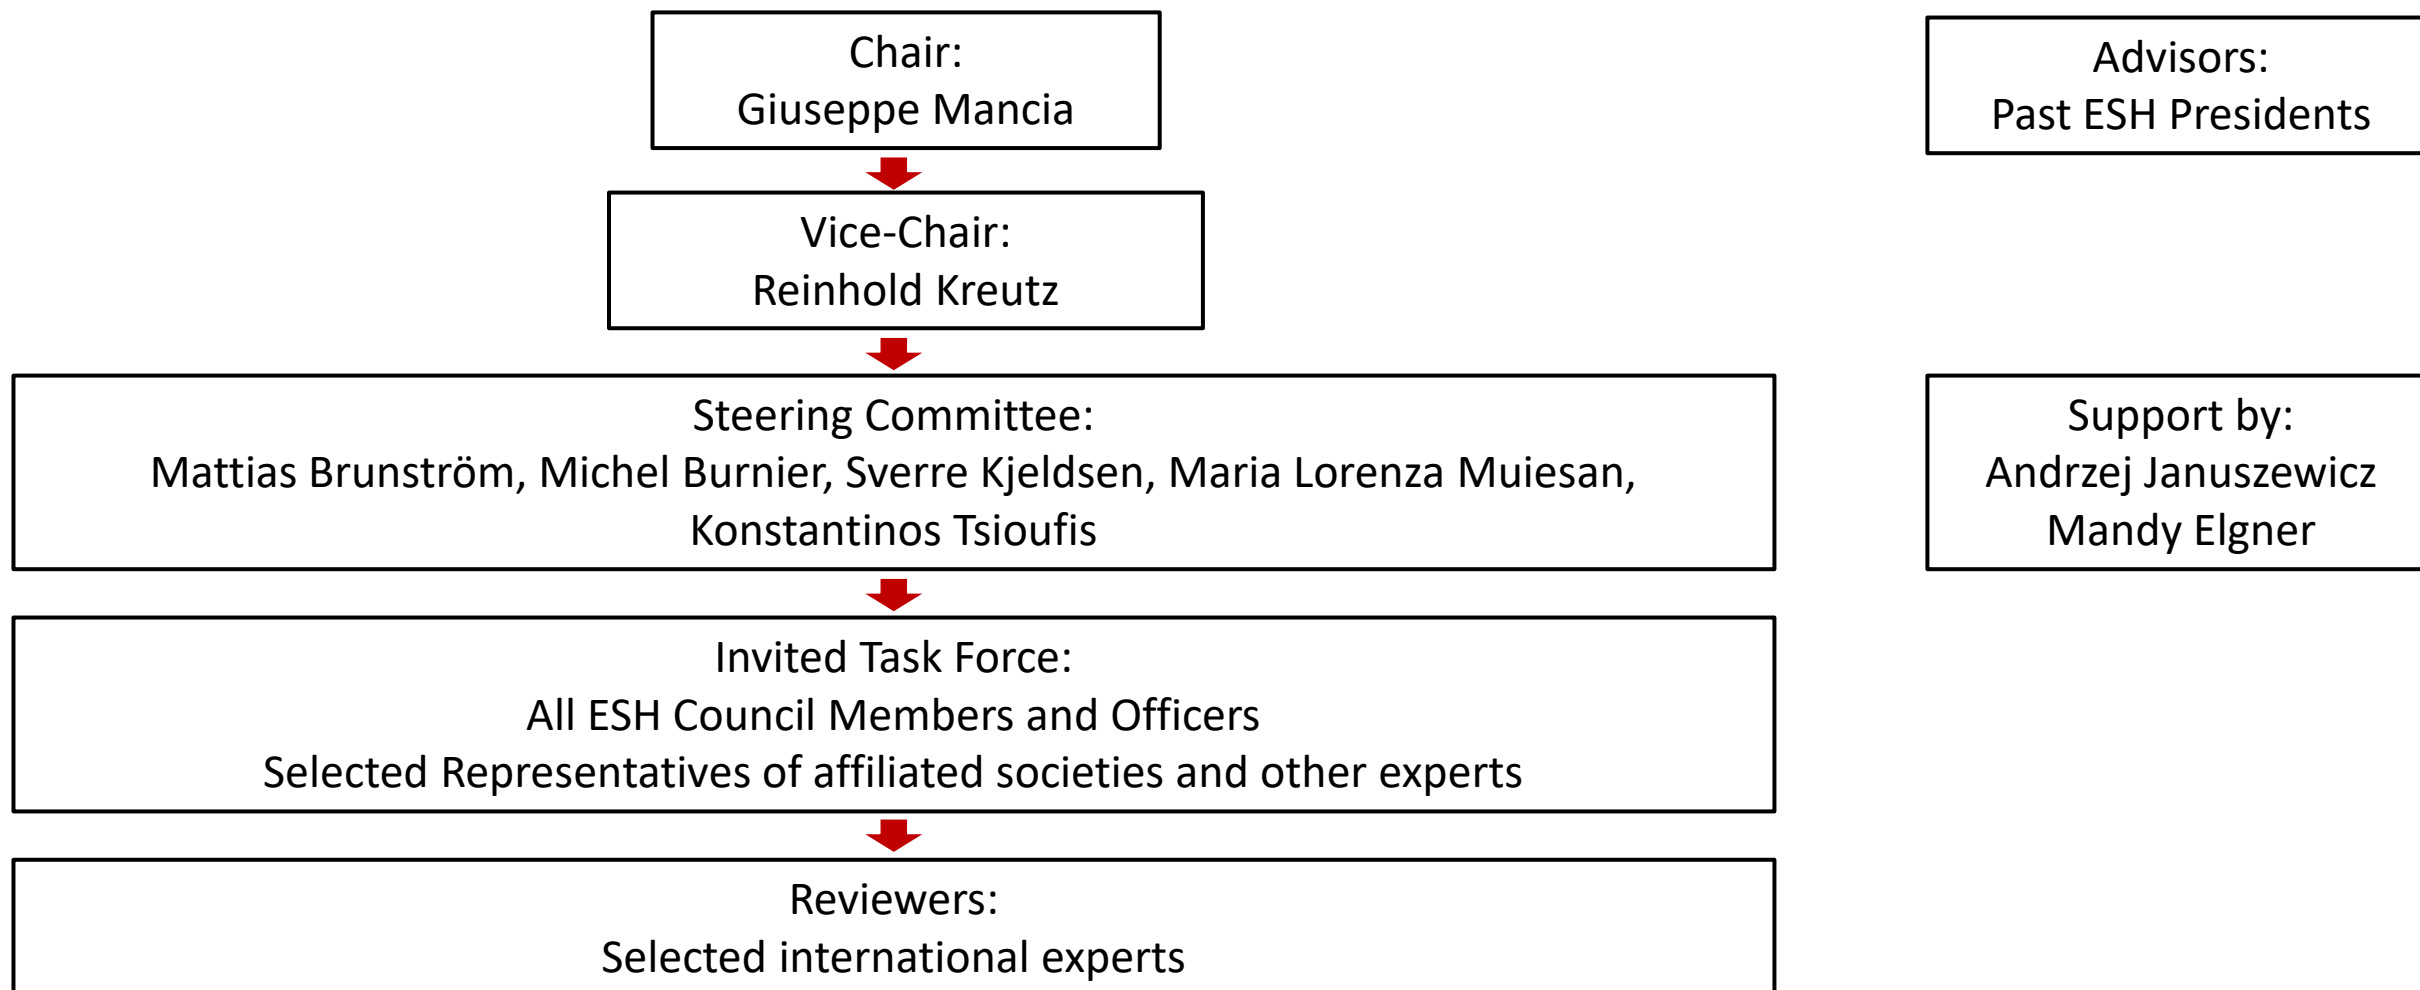 Chair:
Giuseppe Mancia
Advisors:
Past ESH Presidents
Vice-Chair:
Reinhold Kreutz
Steering Committee:
Mattias Brunström, Michel Burnier, Sverre Kjeldsen, Maria Lorenza Muiesan,
Konstantinos Tsioufis
Support by:
Andrzej Januszewicz
Mandy Elgner
Invited Task Force:
All ESH Council Members and Officers
Selected Representatives of affiliated societies and other experts
Reviewers:
Selected international experts